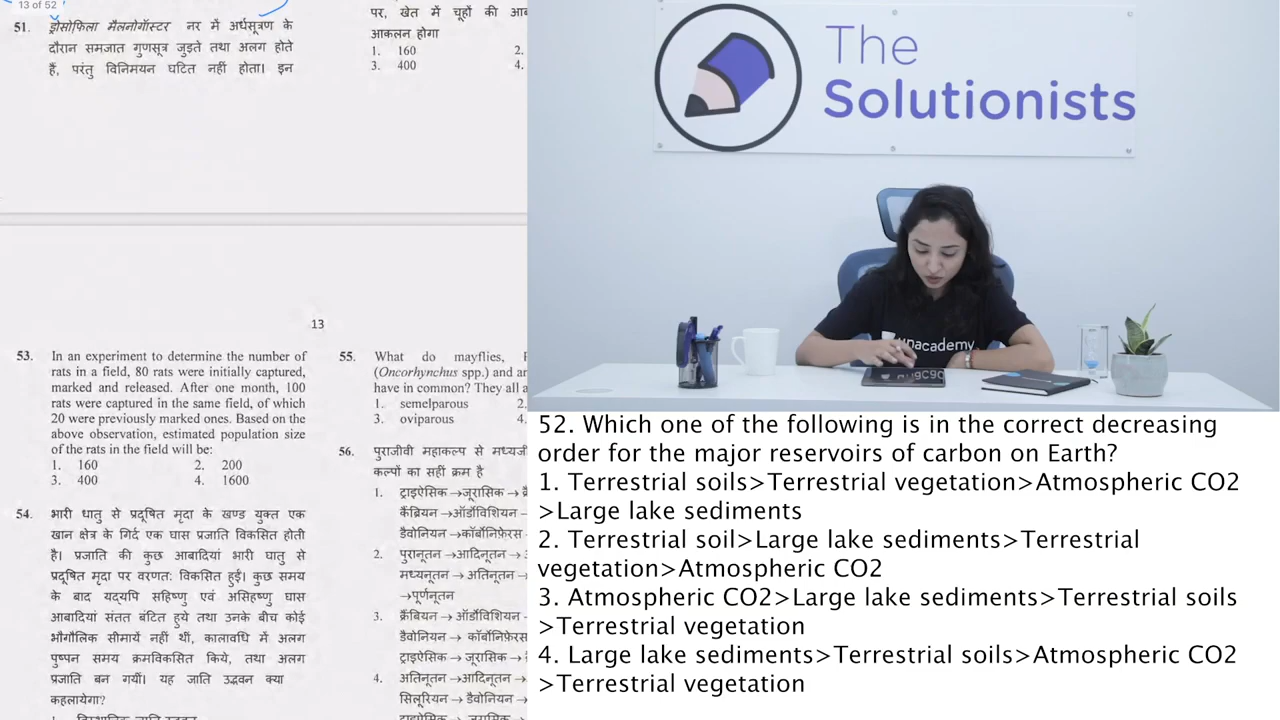 13 of 52
51. ड्रोसोफिला मैलनोगॉस्टर नर में अर्धसूत्रण के
दौरान समजात गुणसूत्र जुड़ते तथा अलग होते
हैं, परंतु विनिमयन घटित नहीं होता। इन
पर, खेत में चूहों की आब
आकलन होगा
1. 160 2.
3. 400 4.
13
53. In an experiment to determine the number of
rats in a field, 80 rats were initially captured,
marked and released. After one month, 100
rats were captured in the same field, of which
20 were previously marked ones. Based on the
above observation, estimated population size
of the rats in the field will be:
1. 160 2. 200
3. 400 4. 1600
54. भारी धातु से प्रदूषित मृदा के खण्ड युक्त एक
खान क्षेत्र के गिर्द एक घास प्रजाति विकसित होती
है। प्रजाति की कुछ आबादियां भारी धातु से
प्रदूषित मृदा पर वरणत: विकसित हुईं। कुछ समय
के बाद यद्यपि सहिष्णु एवं असिहष्णु घास
आबादियां संतत बंटित हुये तथा उनके बीच कोई
भौगौलिक सीमायें नहीं थीं, कालावधि में अलग
पुष्पन समय क्रमविकसित किये, तथा अलग
प्रजाति बन गयीं। यह जाति उद्भवन क्या
कहलायेगा?
55. What do mayflies,
(Oncorhynchus spp.) and
have in common? They all
1. semelparous 2.
3. oviparous 4.
56. पुराजीवी महाकल्प से मध्यजी
कल्पों का सहीं क्रम है
1. ट्राइऐसिक →जूरासिक →
कैंब्रियन →ऑर्डोविशियन
डैवोनियन →कॉर्बोनिफ़ेरस
2. पुरानूतन →आदिनूतन →
मध्यनूतन → अतिनूतन →
→पूर्णनूतन
3. क्रैंबियन →ऑर्डोविशियन
डैवोनियन → कॉर्बोनिफ़ेरस
ट्राइऐसिक → जूरासिक →
4. अतिनूतन →आदिनूतन
सिलूरियन → डैवोनियन →
The
Solutionists
unacademy
52. Which one of the following is in the correct decreasing
order for the major reservoirs of carbon on Earth?
1. Terrestrial soils>Terrestrial vegetation>Atmospheric CO2
>Large lake sediments
2. Terrestrial soil>Large lake sediments>Terrestrial
vegetation>Atmospheric CO2
3. Atmospheric CO2>Large lake sediments>Terrestrial soils
>Terrestrial vegetation
4. Large lake sediments>Terrestrial soils>Atmospheric CO2
>Terrestrial vegetation